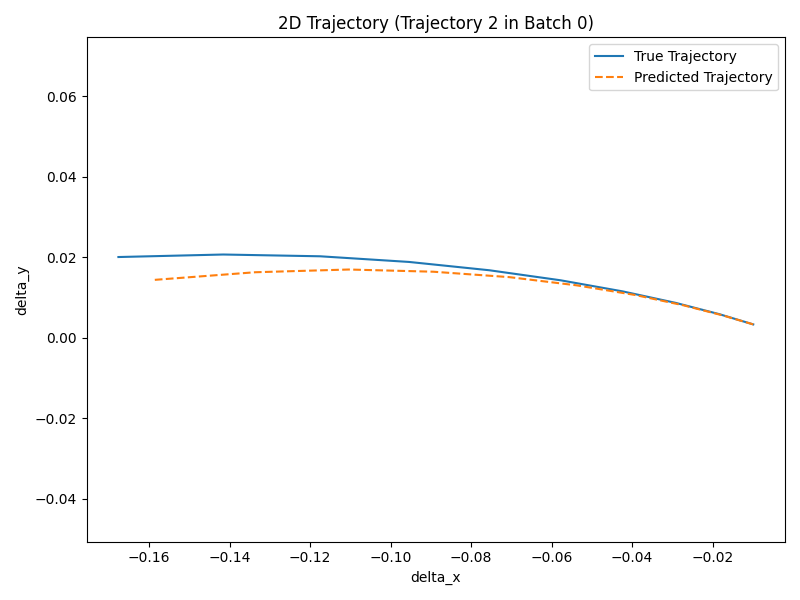 2D Trajectory (Trajectory 2 in Batch 0)
True Trajectory
Predicted Trajectory
0.06
0.04
0.02
0.00
−0.02
−0.04
delta_y
−0.16
−0.14
−0.12
−0.10
−0.08
−0.06
−0.04
−0.02
delta_x